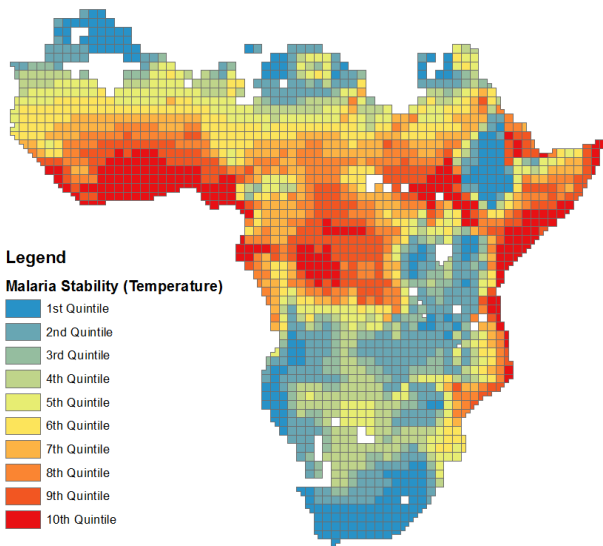 Legend
Malaria Stability (Temperature)
1st Quintile
2nd Quintile
3rd Quintile
4th Quintile
5th Quintile
6th Quintile
7th Quintile
8th Quintile
9th Quintile
10th Quintile